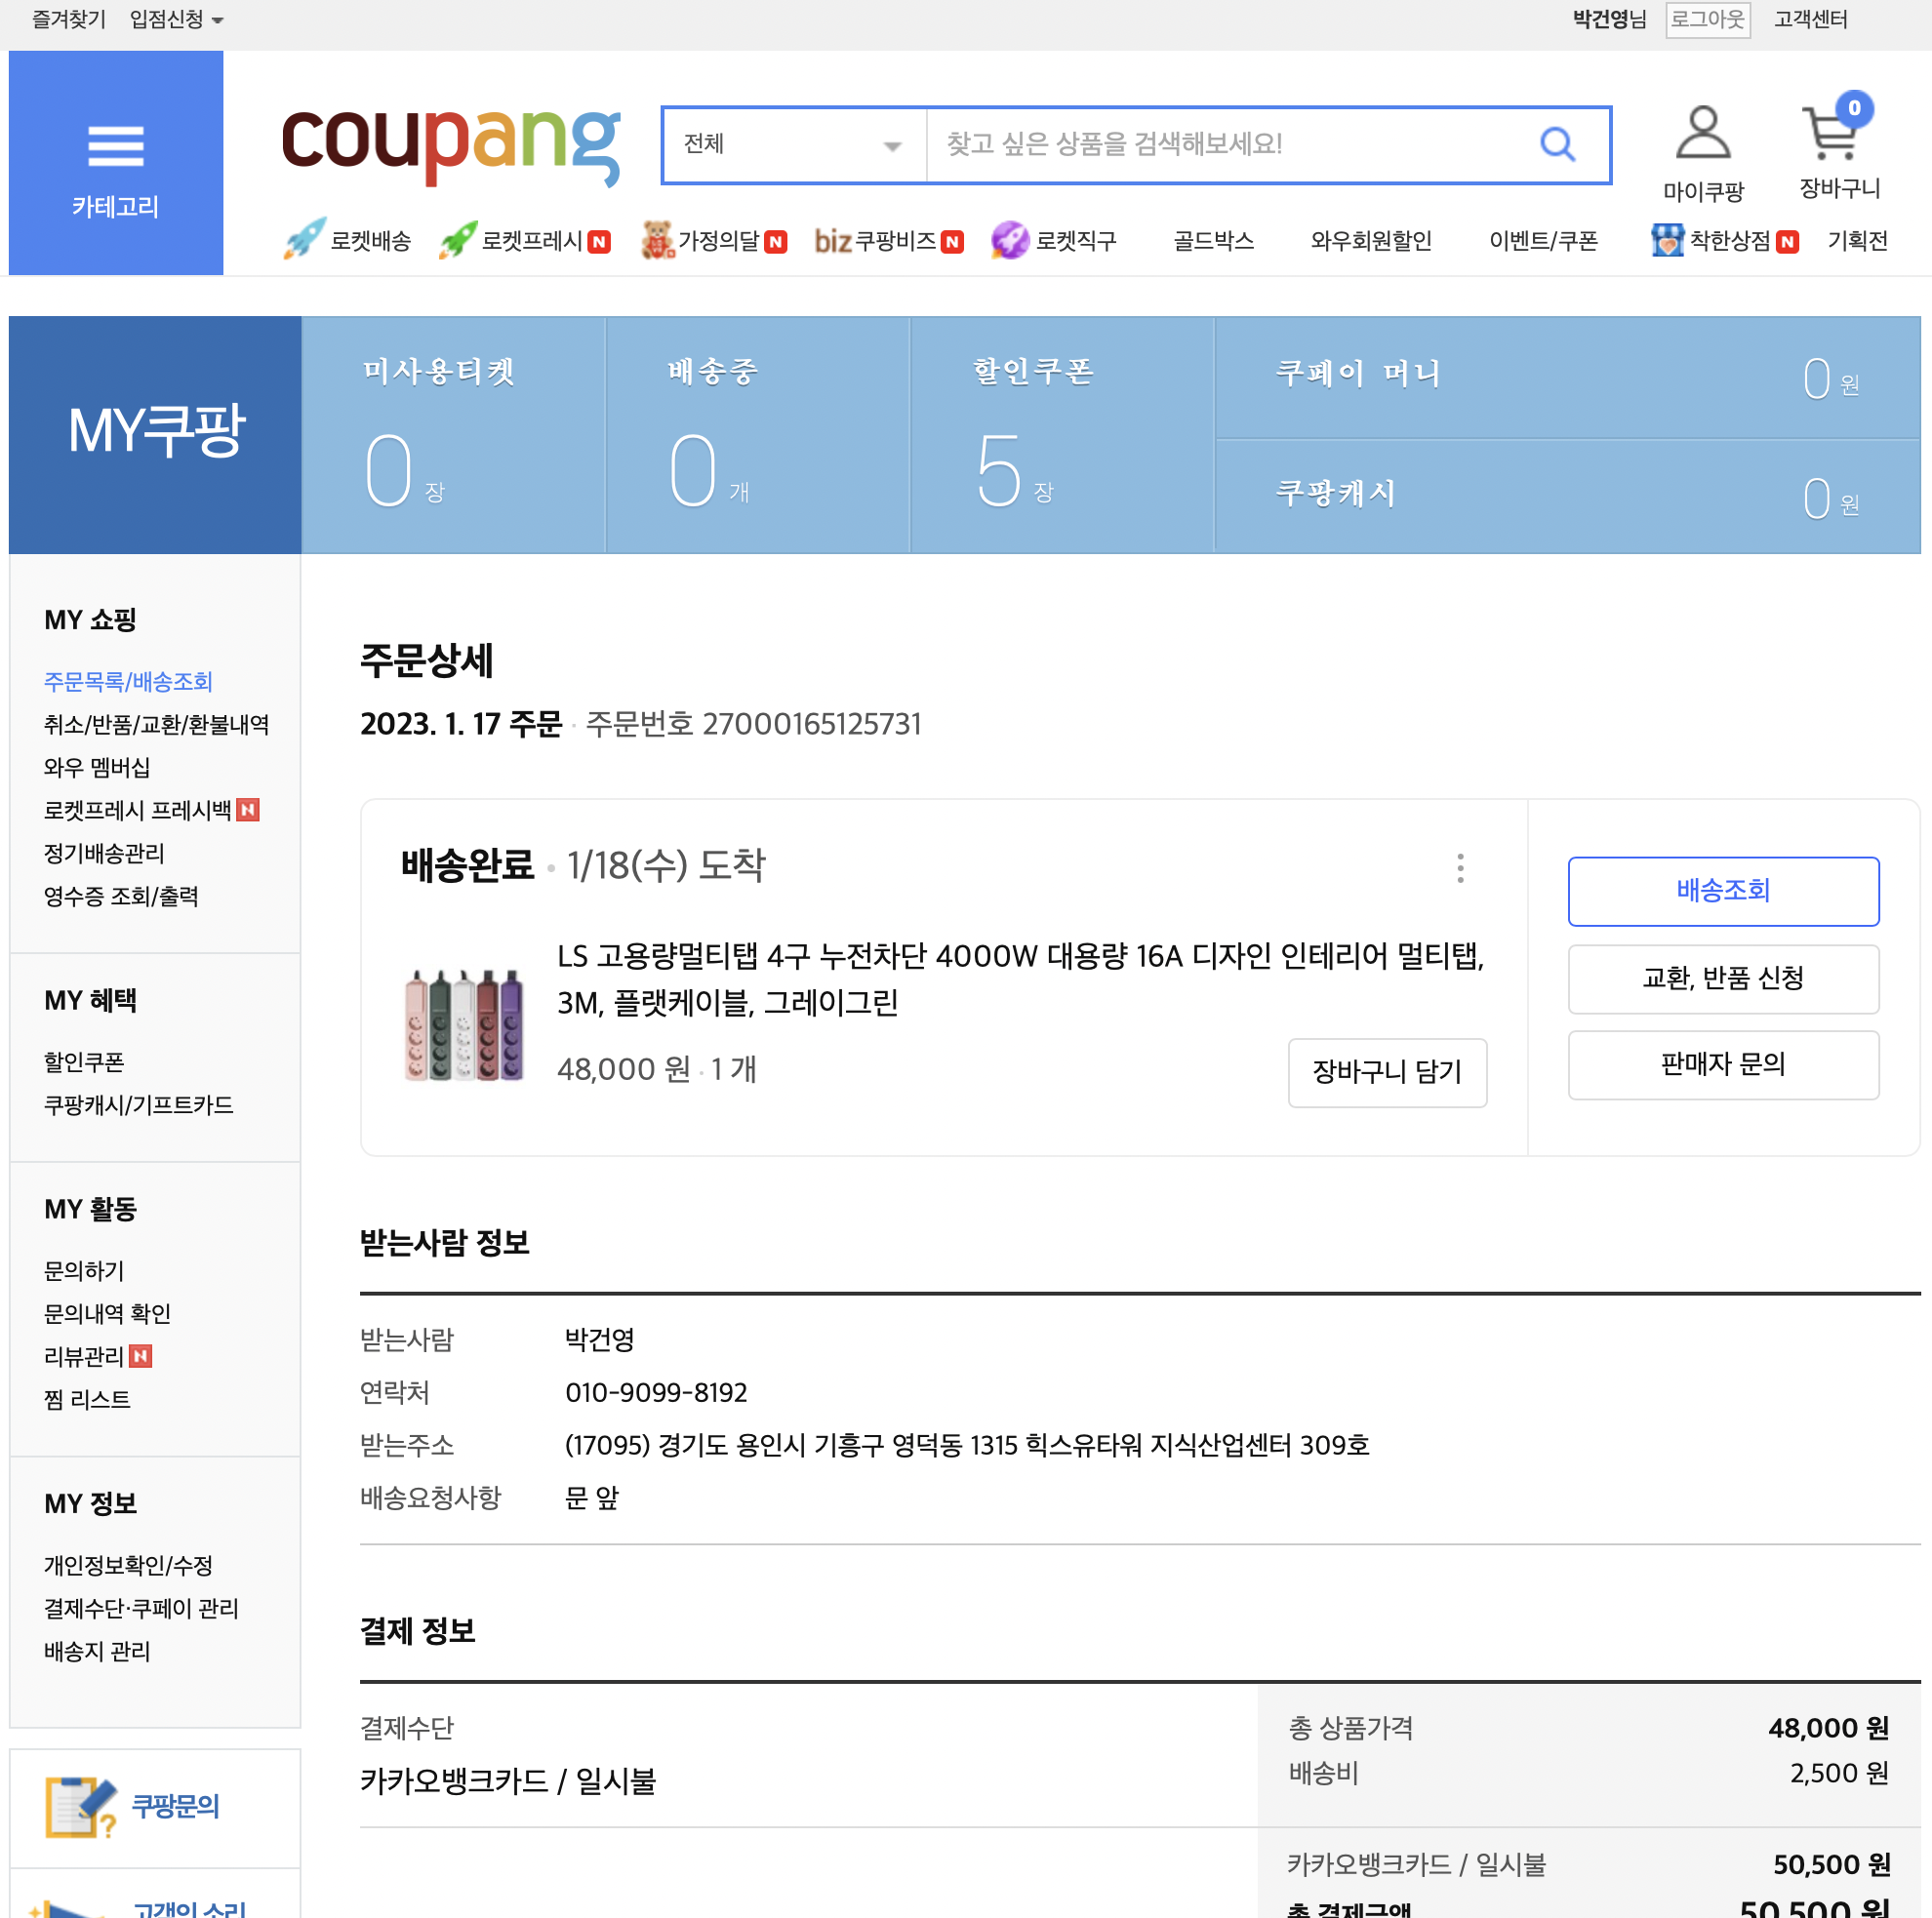 즐겨찾기 입점신청
박건영님 로그아웃 고객센터
카테고리
coupang
전체 찾고 싶은 상품을 검색해보세요!
마이쿠팡
0
장바구니
로켓배송 로켓프레시 N 가정의달 N biz 쿠팡비즈 N 로켓직구 골드박스 와우회원할인 이벤트/쿠폰 착한상점 N 기획전
MY쿠팡
미사용티켓
0 장
배송중
0 개
할인쿠폰
5 장
쿠페이 머니 0 원
쿠팡캐시 0 원
MY 쇼핑
주문목록/배송조회
취소/반품/교환/환불내역
와우 멤버십
로켓프레시 프레시백 N
정기배송관리
영수증 조회/출력
MY 혜택
할인쿠폰
쿠팡캐시/기프트카드
MY 활동
문의하기
문의내역 확인
리뷰관리 N
찜 리스트
MY 정보
개인정보확인/수정
결제수단·쿠페이 관리
배송지 관리
쿠팡문의
고객의 소리
주문상세
2023. 1. 17 주문 · 주문번호 27000165125731
배송완료 • 1/18(수) 도착
LS 고용량멀티탭 4구 누전차단 4000W 대용량 16A 디자인 인테리어 멀티탭,
3M, 플랫케이블, 그레이그린
48,000 원 · 1 개
장바구니 담기
배송조회
교환, 반품 신청
판매자 문의
받는사람 정보
받는사람 박건영
연락처 010-9099-8192
받는주소 (17095) 경기도 용인시 기흥구 영덕동 1315 힉스유타워 지식산업센터 309호
배송요청사항 문 앞
결제 정보
결제수단
카카오뱅크카드 / 일시불
총 상품가격 48,000 원
배송비 2,500 원
카카오뱅크카드 / 일시불 50,500 원
총 결제금액 50,500 원